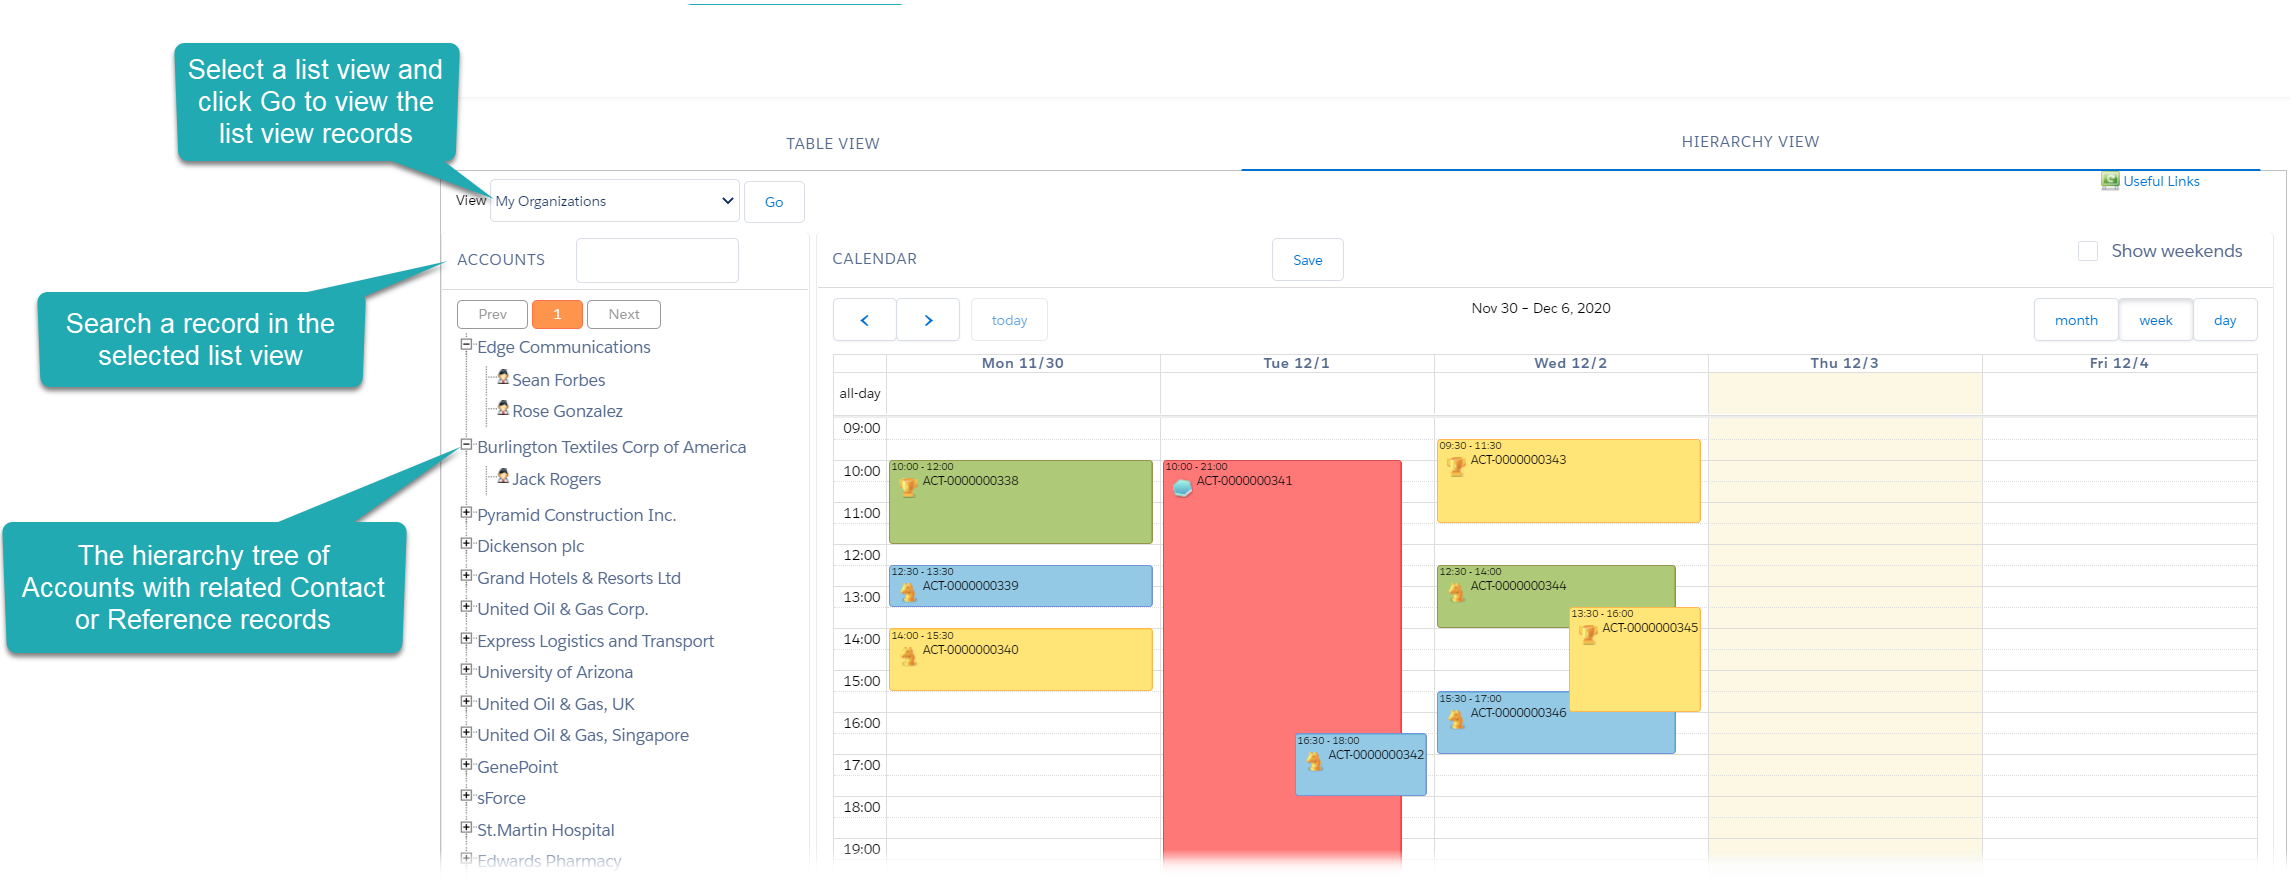 Select a list view and
click Go to view the
list view records
TABLE VIEW
HIERARCHY VIEW
View
My Organizations
Go
Useful Links
ACCOUNTS
CALENDAR
Save
Show weekends
Search a record in the
selected list view
Prev
1
Next
<
>
today
Nov 30 – Dec 6, 2020
month
week
day
Edge Communications
Sean Forbes
Rose Gonzalez
Burlington Textiles Corp of America
Jack Rogers
Pyramid Construction Inc.
Dickenson plc
Grand Hotels & Resorts Ltd
United Oil & Gas Corp.
Express Logistics and Transport
University of Arizona
United Oil & Gas, UK
United Oil & Gas, Singapore
GenePoint
sForce
St.Martin Hospital
Edwards Pharmacy
The hierarchy tree of
Accounts with related Contact
or Reference records
Mon 11/30
Tue 12/1
Wed 12/2
Thu 12/3
Fri 12/4
all-day
09:00
10:00
11:00
12:00
13:00
14:00
15:00
16:00
17:00
18:00
19:00
10:00 - 12:00
ACT-0000000338
12:30 - 13:30
ACT-0000000339
14:00 - 15:30
ACT-0000000340
10:00 - 21:00
ACT-0000000341
16:30 - 18:00
ACT-0000000342
09:30 - 11:30
ACT-0000000343
12:30 - 14:00
ACT-0000000344
13:30 - 16:00
ACT-0000000345
15:30 - 17:00
ACT-0000000346